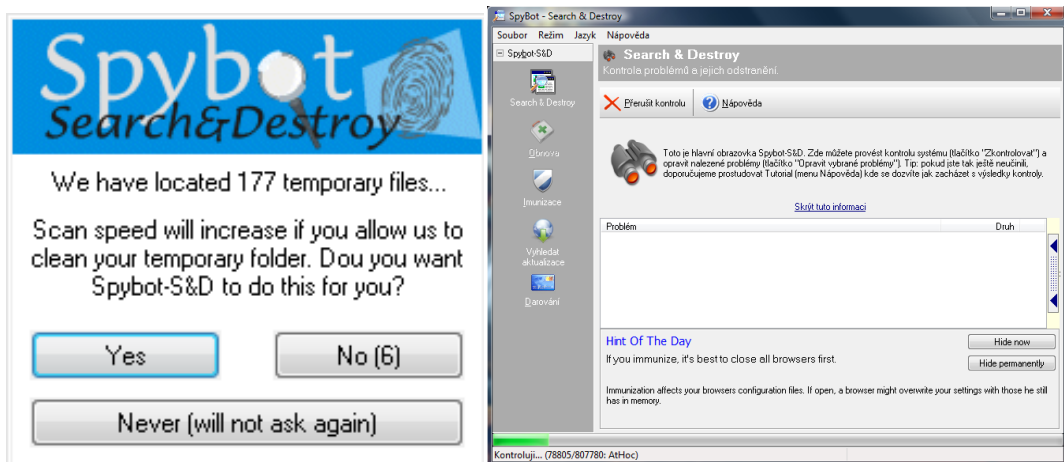 Spybot
Search&Destroy
We have located 177 temporary files...
Scan speed will increase if you allow us to
clean your temporary folder. Dou you want
Spybot-S&D to do this for you?
Yes
No (6)
Never (will not ask again)
SpyBot - Search & Destroy
Soubor Režim Jazyk Nápověda
Spybot-S&D
Search & Destroy
Obnova
Imunizace
Vyhledat
aktualizace
Darování
Search & Destroy
Kontrola problémů a jejich odstranění.
Přerušit kontrolu
Nápověda
Toto je hlavní obrazovka Spybot-S&D. Zde můžete provést kontrolu systému (tlačítko "Zkontrolovat") a
opravit nalezené problémy (tlačítko "Opravit vybrané problémy"). Tip: pokud jste tak ještě neučinili,
doporučujeme prostudovat Tutorial (menu Nápověda) kde se dozvíte jak zacházet s výsledky kontroly.
Skrýt tuto informaci
Problém Druh
Hint Of The Day
Hide now
If you immunize, it's best to close all browsers first.
Hide permanently
Immunization affects your browsers configuration files. If open, a browser might overwrite your settings with those he still
has in memory.
Kontroluji... (78805/807780: AtHoc)